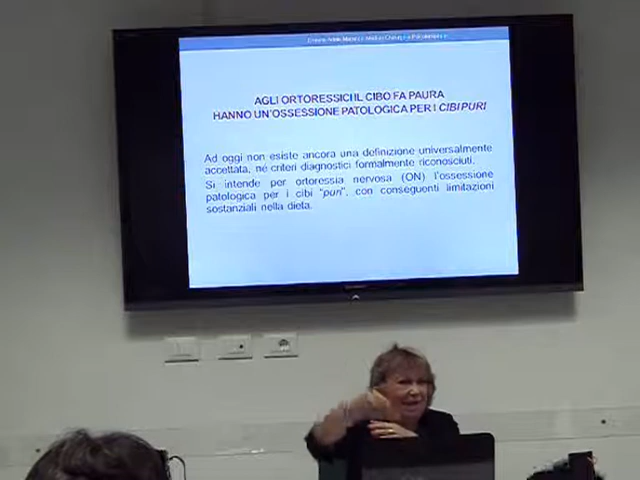 AGLI ORTORESSICI IL CIBO FA PAURA
HANNO UN'OSSESSIONE PATOLOGICA PER I CIBI PURI
Ad oggi non esiste ancora una definizione universalmente
accettata, né criteri diagnostici formalmente riconosciuti.
Si intende per ortoressia nervosa (ON) l'ossessione
patologica per i cibi "puri", con conseguenti limitazioni
sostanziali nella dieta.